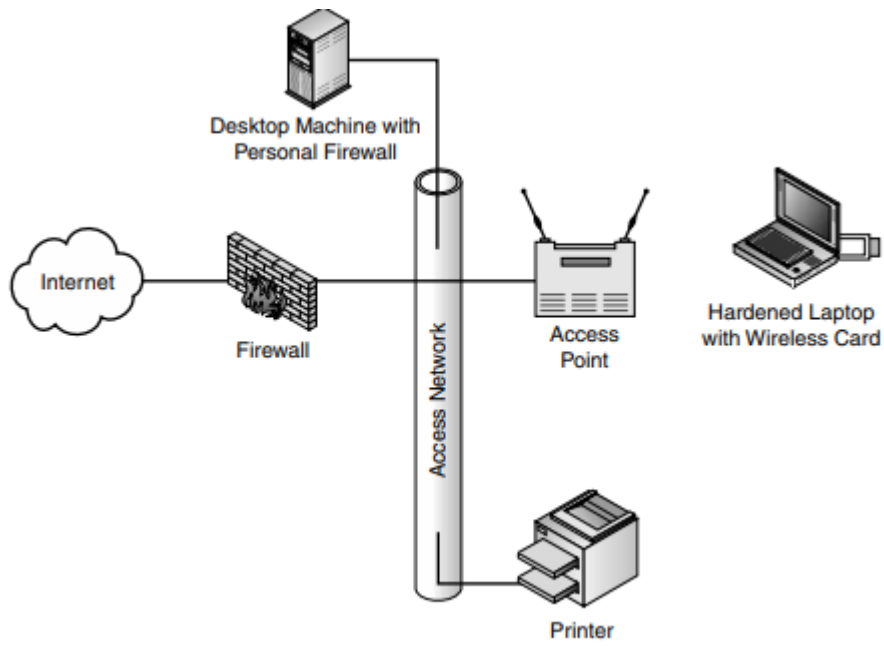 Desktop Machine with
Personal Firewall
Internet
Firewall
Access Network
Access
Point
Hardened Laptop
with Wireless Card
Printer